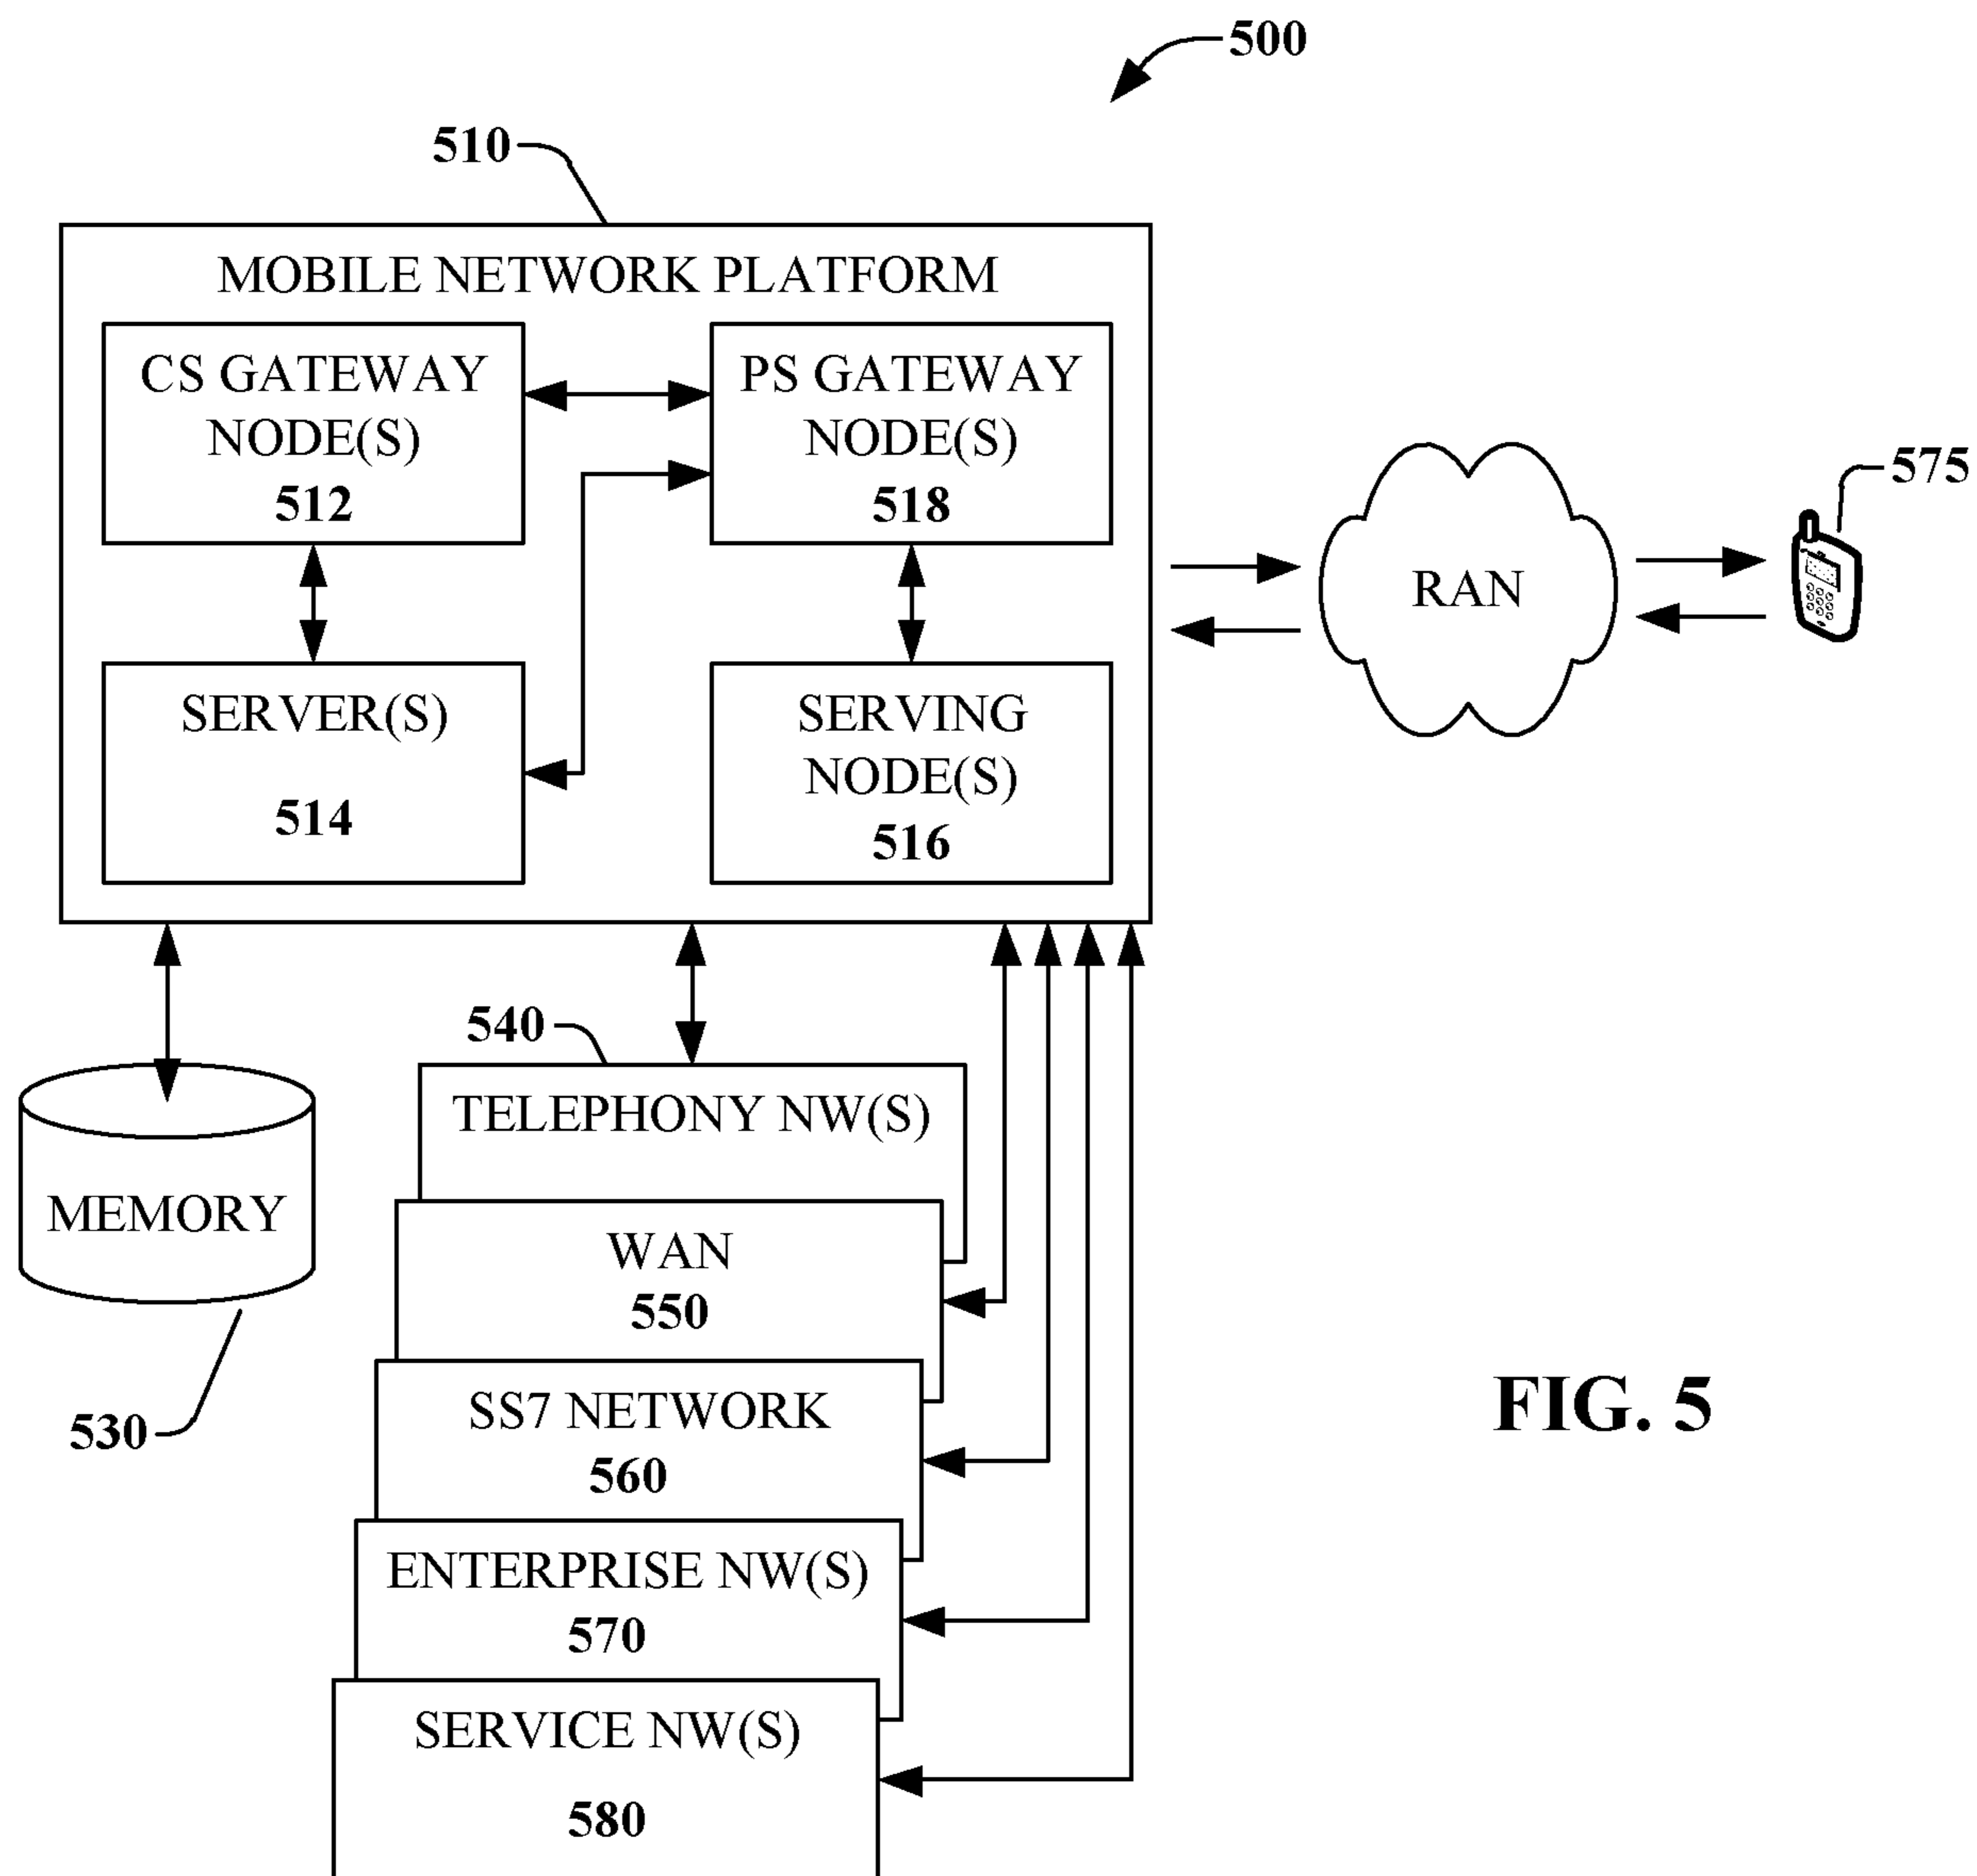 500
510
MOBILE NETWORK PLATFORM
CS GATEWAY
NODE(S)
512
PS GATEWAY
NODE(S)
518
SERVER(S)
514
SERVING
NODE(S)
516
RAN
575
540
TELEPHONY NW(S)
MEMORY
530
WAN
550
SS7 NETWORK
560
ENTERPRISE NW(S)
570
SERVICE NW(S)
580
FIG. 5